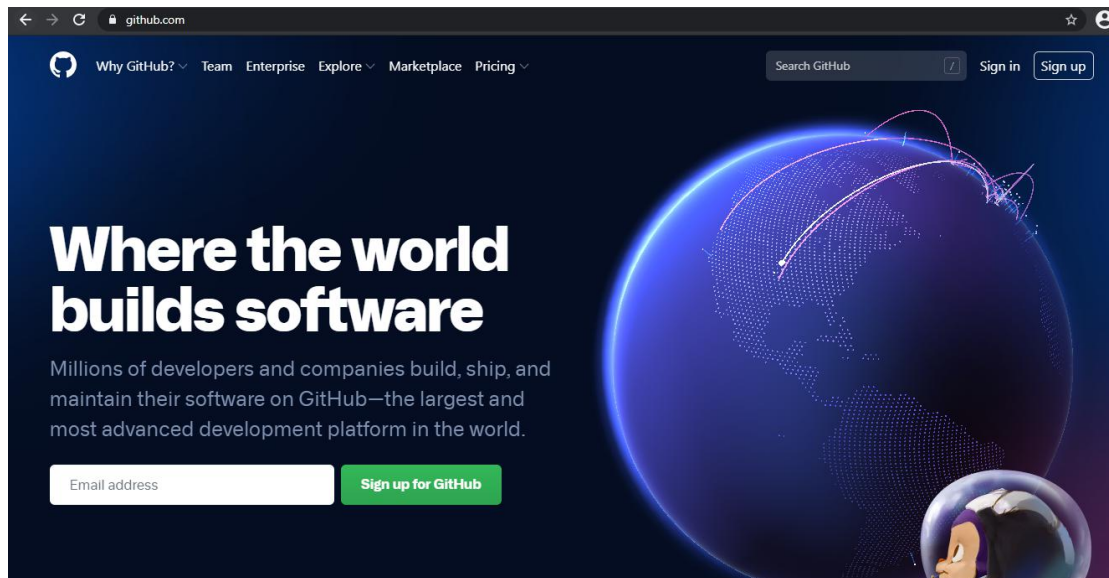 github.com
Why GitHub? Team Enterprise Explore Marketplace Pricing
Search GitHub / Sign in Sign up
Where the world
builds software
Millions of developers and companies build, ship, and
maintain their software on GitHub—the largest and
most advanced development platform in the world.
Email address Sign up for GitHub